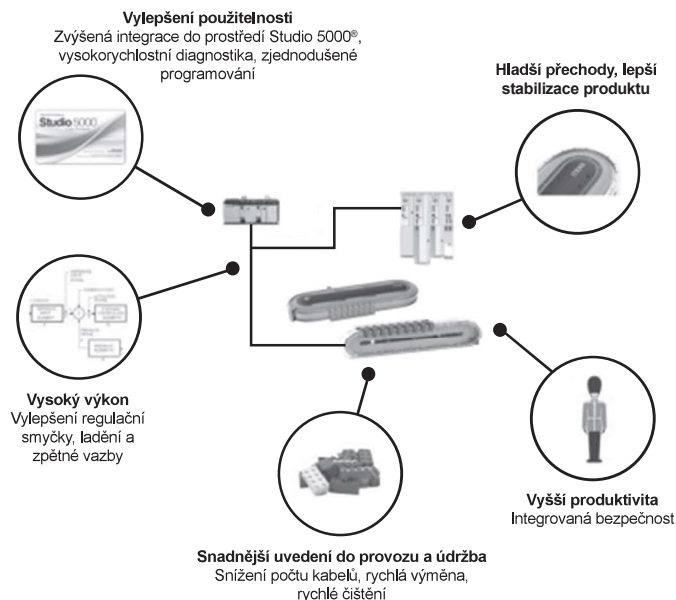 Vylepšení použitelnosti
Zvýšená integrace do prostředí Studio 5000®,
vysokorychlostní diagnostika, zjednodušené
programování
Hladší přechody, lepší
stabilizace produktu
Studio 5000
Vysoký výkon
Vylepšení regulační
smyčky, ladění a
zpětné vazby
Vyšší produktivita
Integrovaná bezpečnost
Snadnější uvedení do provozu a údržba
Snížení počtu kabelů, rychlá výměna,
rychlé čištění